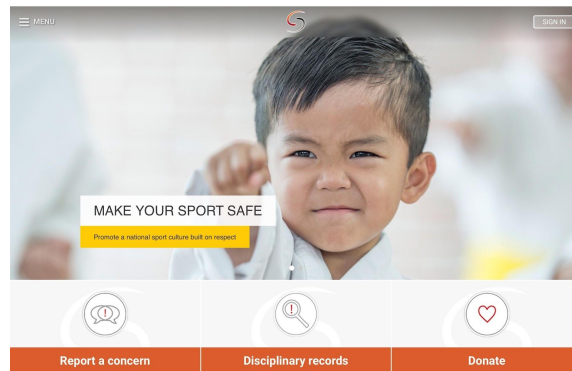 MENU
SIGN IN
MAKE YOUR SPORT SAFE
Promote a national sport culture built on respect
Report a concern
Disciplinary records
Donate